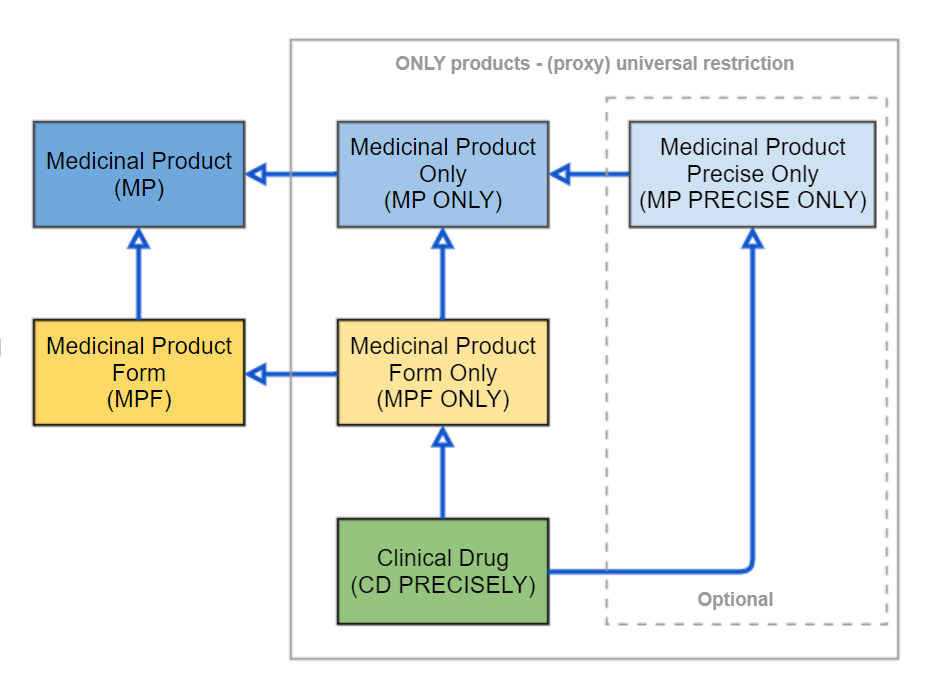 ONLY products - (proxy) universal restriction
Medicinal Product
(MP)
Medicinal Product
Only
(MP ONLY)
Medicinal Product
Precise Only
(MP PRECISE ONLY)
Medicinal Product
Form
(MPF)
Medicinal Product
Form Only
(MPF ONLY)
Clinical Drug
(CD PRECISELY)
Optional